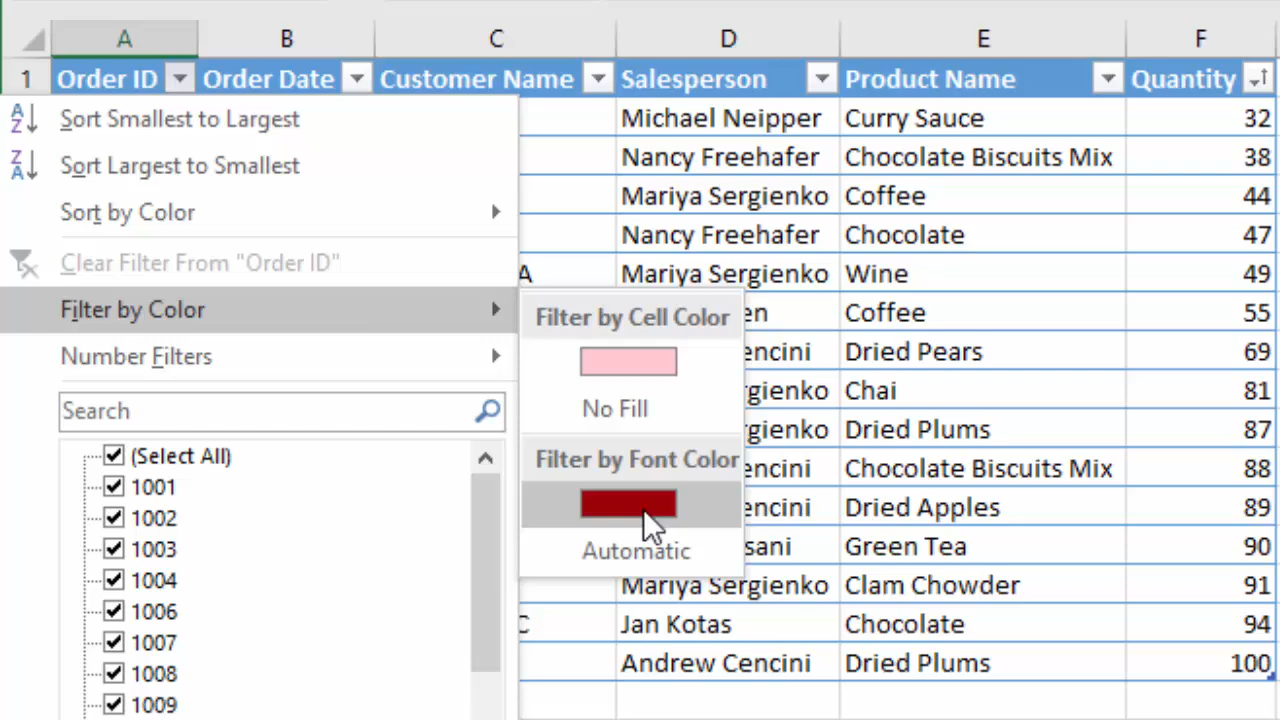 A B C D E F
1 Order ID Order Date Customer Name Salesperson Product Name Quantity
Sort Smallest to Largest
Sort Largest to Smallest
Sort by Color
Clear Filter From "Order ID"
Filter by Color
Number Filters
Search
(Select All)
1001
1002
1003
1004
1006
1007
1008
1009
Filter by Cell Color
No Fill
Filter by Font Color
Automatic
Michael Neipper Curry Sauce 32
Nancy Freehafer Chocolate Biscuits Mix 38
Mariya Sergienko Coffee 44
Nancy Freehafer Chocolate 47
A Mariya Sergienko Wine 49
en Coffee 55
encini Dried Pears 69
rgienko Chai 81
rgienko Dried Plums 87
encini Chocolate Biscuits Mix 88
encini Dried Apples 89
sani Green Tea 90
Mariya Sergienko Clam Chowder 91
C Jan Kotas Chocolate 94
Andrew Cencini Dried Plums 100